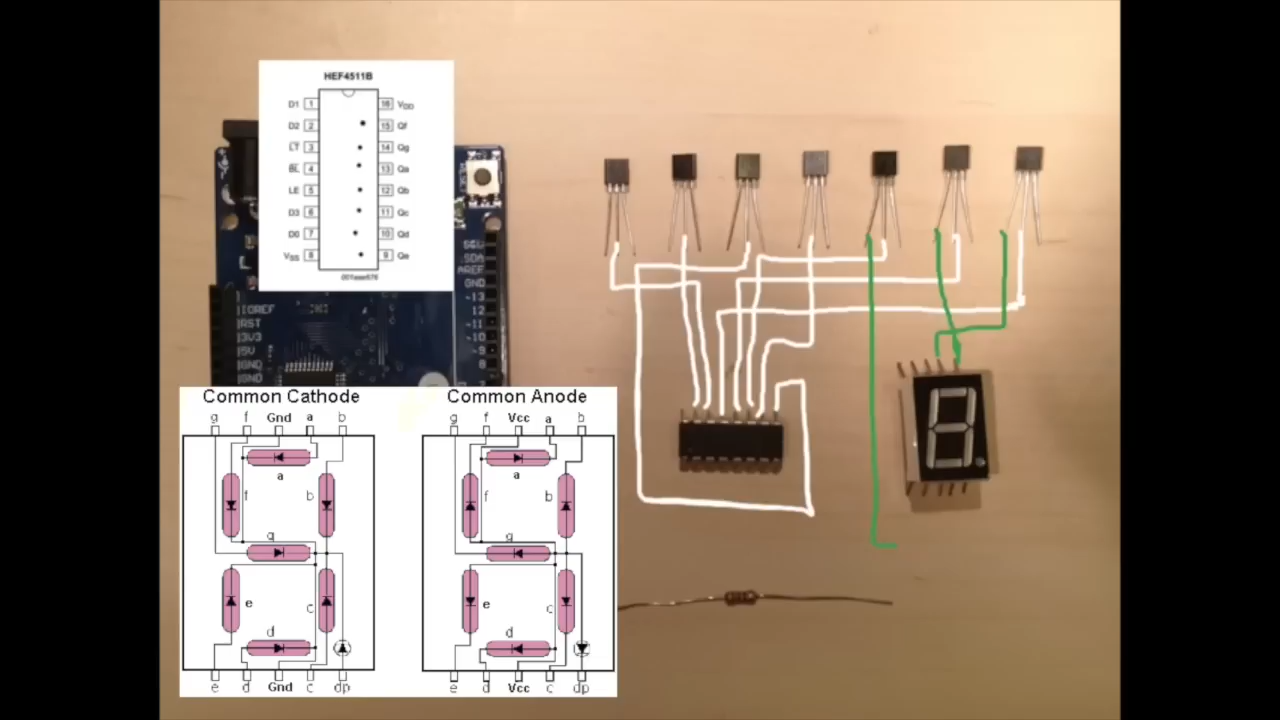 HEF4511B
D1 1 16 VDD
D2 2 15 Qf
LT 3 14 Qg
BL 4 13 Qa
LE 5 12 Qb
D3 6 11 Qc
D0 7 10 Qd
VSS 8 9 Qe
RESET
SCL
SDA
AREF
GND
~13
12
~11
~10
~9
8
IOREF
RST
3V3
5V
GND
GND
Common Cathode
g f Gnd a b
a
f b
g
e c
d
e d Gnd c dp
Common Anode
g f Vcc a b
a
f b
g
e c
d
e d Vcc c dp